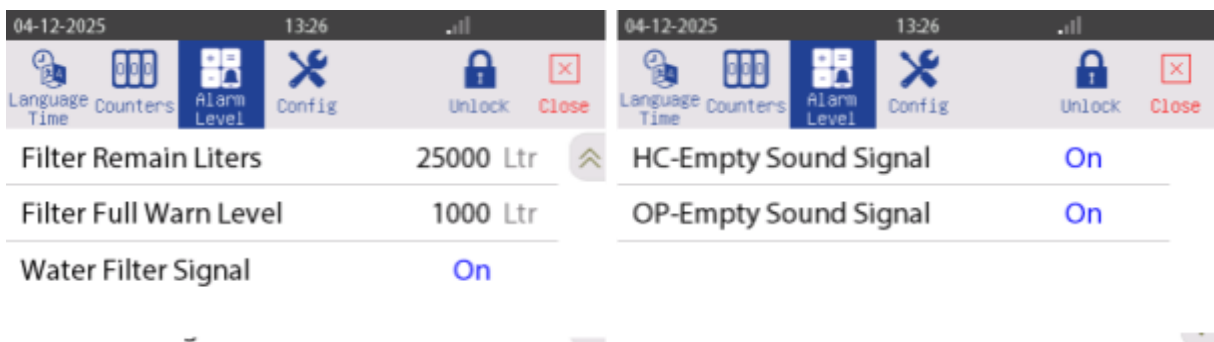 04-12-2025 13:26
Language Time Counters Alarm Level Config Unlock Close
Filter Remain Liters 25000 Ltr
Filter Full Warn Level 1000 Ltr
Water Filter Signal On
04-12-2025 13:26
Language Time Counters Alarm Level Config Unlock Close
HC-Empty Sound Signal On
OP-Empty Sound Signal On